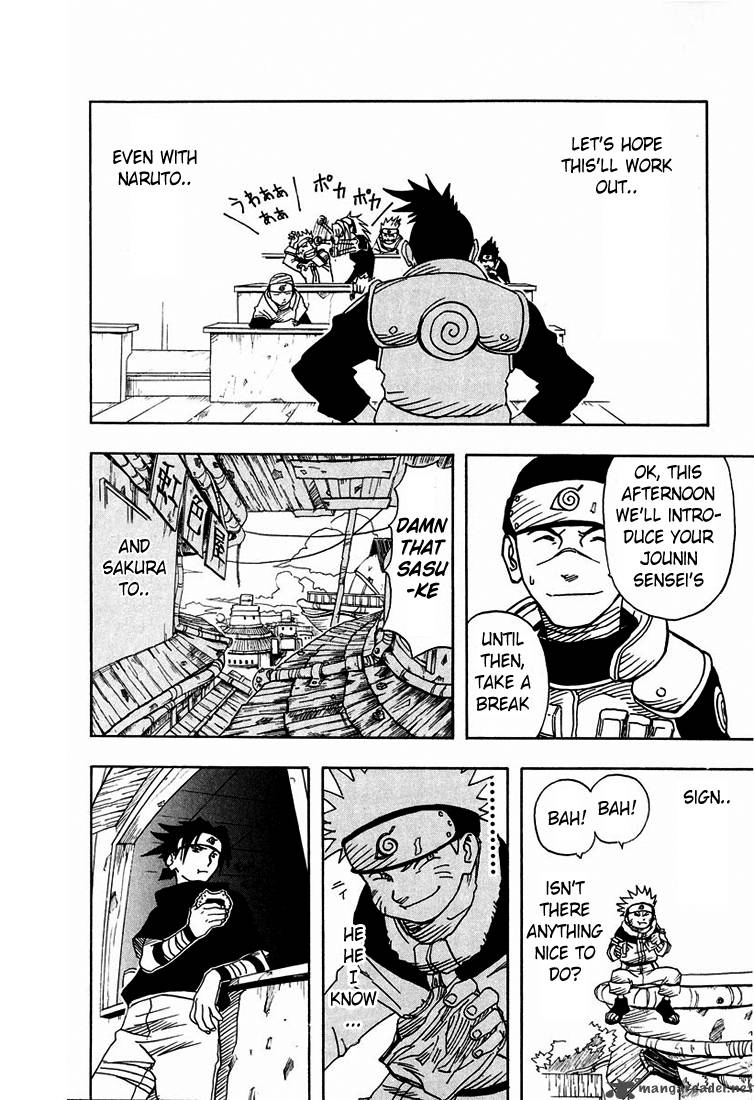 LET'S HOPE
THIS'LL WORK
OUT..
EVEN WITH
NARUTO..
ポカポカ
うわぁぁ
ぁぁ
OK, THIS
AFTERNOON
WE'LL INTRO-
DUCE YOUR
JOUNIN
SENSEI'S
UNTIL
THEN,
TAKE A
BREAK
DAMN
THAT
SASU
-KE
AND
SAKURA
TO..
SIGN..
BAH!
BAH!
ISN'T
THERE
ANYTHING
NICE TO
DO?
HE
HE
I
KNOW
...
mangareader.net